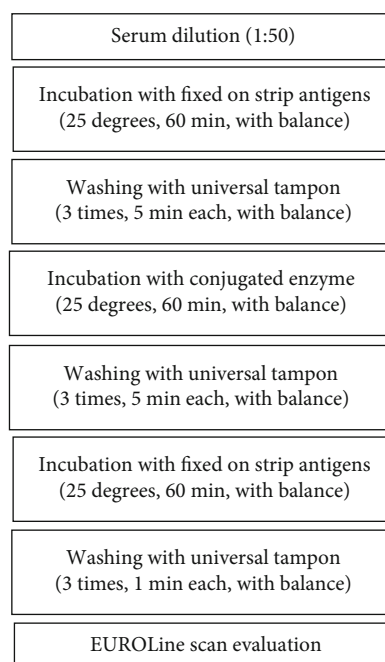 Serum dilution (1:50)
Incubation with fixed on strip antigens
(25 degrees, 60 min, with balance)
Washing with universal tampon
(3 times, 5 min each, with balance)
Incubation with conjugated enzyme
(25 degrees, 60 min, with balance)
Washing with universal tampon
(3 times, 5 min each, with balance)
Incubation with fixed on strip antigens
(25 degrees, 60 min, with balance)
Washing with universal tampon
(3 times, 1 min each, with balance)
EUROLine scan evaluation